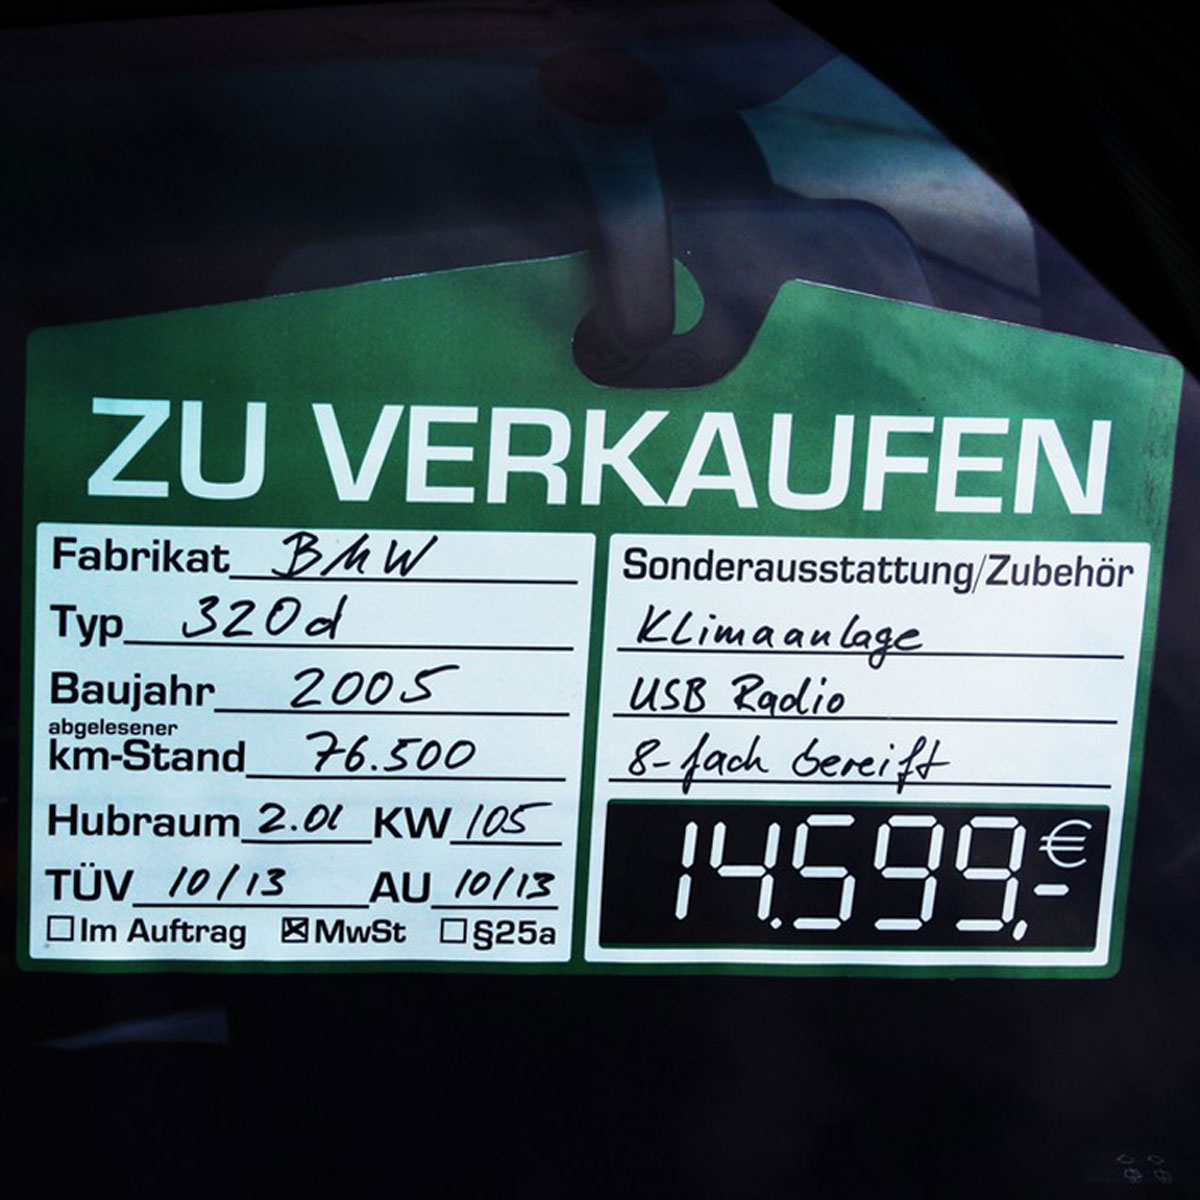 ZU VERKAUFEN
Fabrikat BMW
Typ 320d
Baujahr 2005
abgelesener
km-Stand 76.500
Hubraum 2.0l KW 105
TÜV 10/13 AU 10/13
☐ Im Auftrag ☒ MwSt ☐ §25a
Sonderausstattung/Zubehör
Klimaanlage
USB Radio
8-fach bereift
14.599,- €